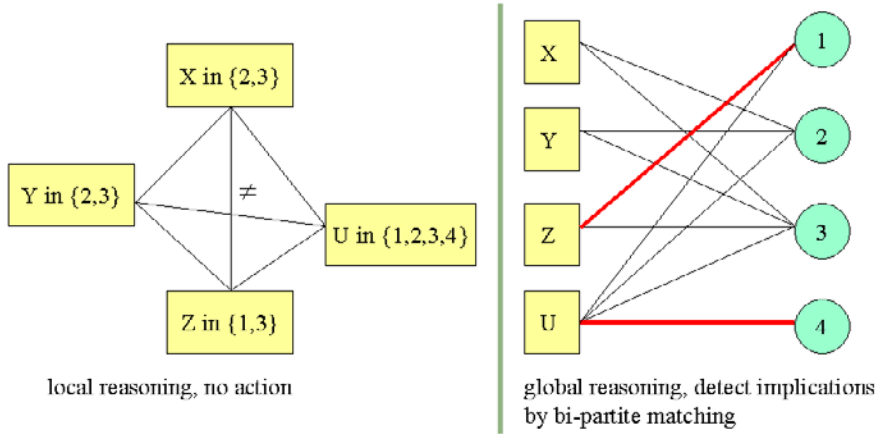 X in {2,3}
Y in {2,3}
≠
U in {1,2,3,4}
Z in {1,3}
local reasoning, no action
X
Y
Z
U
1
2
3
4
global reasoning, detect implications
by bi-partite matching